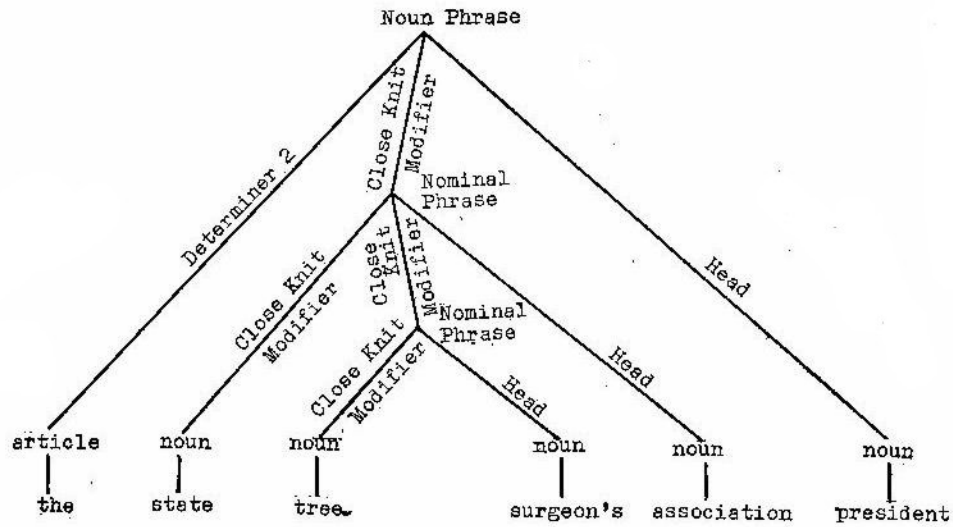 Noun Phrase
Close Knit
Modifier
Determiner 2
Head
Nominal
Phrase
Close Knit
Modifier
Close
Knit
Modifier
Head
Nominal
Phrase
Close Knit
Modifier
Head
article noun noun noun noun noun
the state tree surgeon's association president